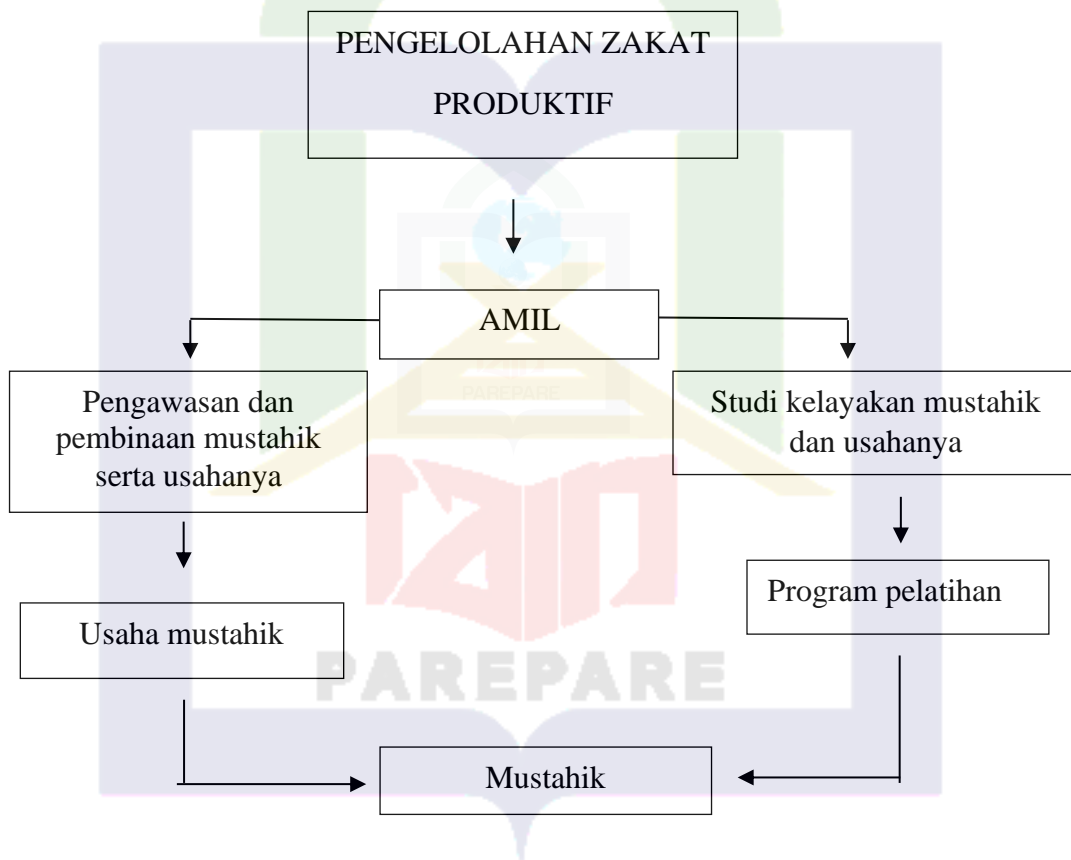 PENGELOLAHAN ZAKAT
PRODUKTIF
AMIL
Pengawasan dan
pembinaan mustahik
serta usahanya
Studi kelayakan mustahik
dan usahanya
PAREPARE
Program pelatihan
Usaha mustahik
PAREPARE
Mustahik